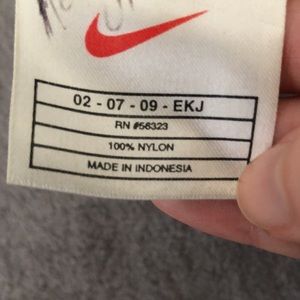 02 - 07 - 09 - EKJ
RN #56323
100% NYLON
MADE IN INDONESIA